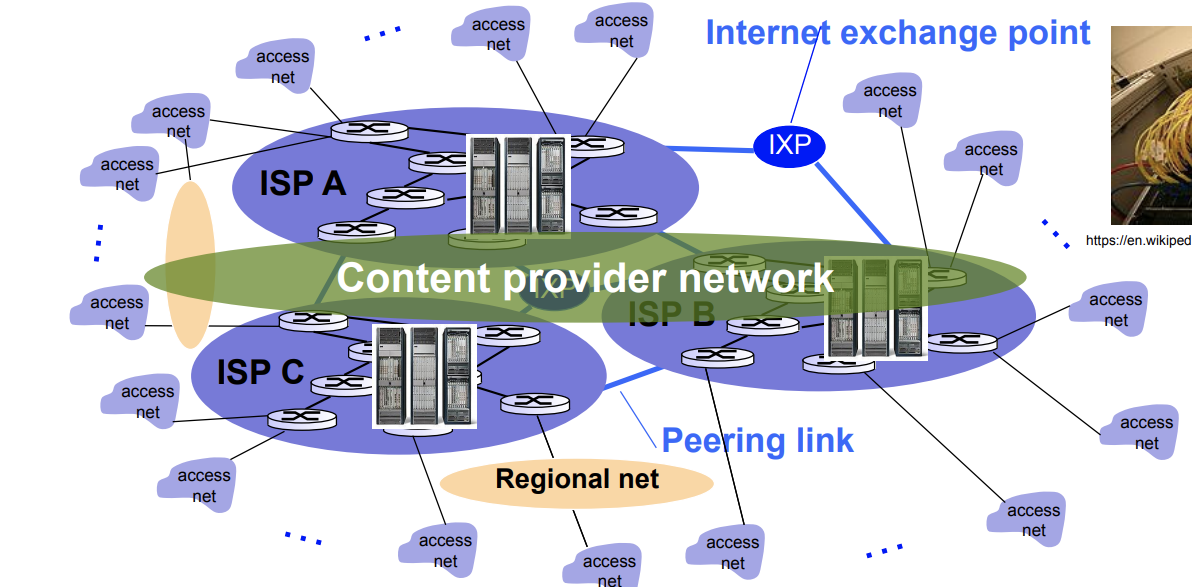 access
net
access
net
Internet exchange point
access
net
access
net
access
net
access
net
IXP
access
net
access
net
ISP A
https://en.wikiped
Content provider network
IXP
access
net
access
net
ISP B
ISP C
access
net
access
net
Peering link
access
net
Regional net
access
net
access
net
access
net
access
net